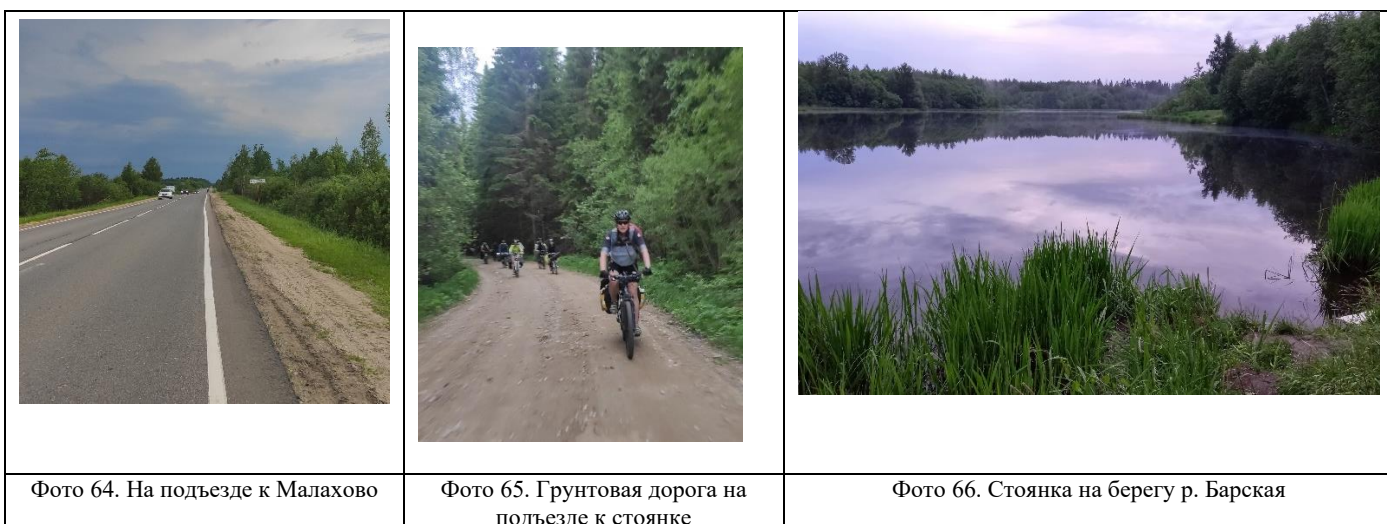 Фото 64. На подъезде к Малахово
Фото 65. Грунтовая дорога на
подъезде к стоянке
Фото 66. Стоянка на берегу р. Барская